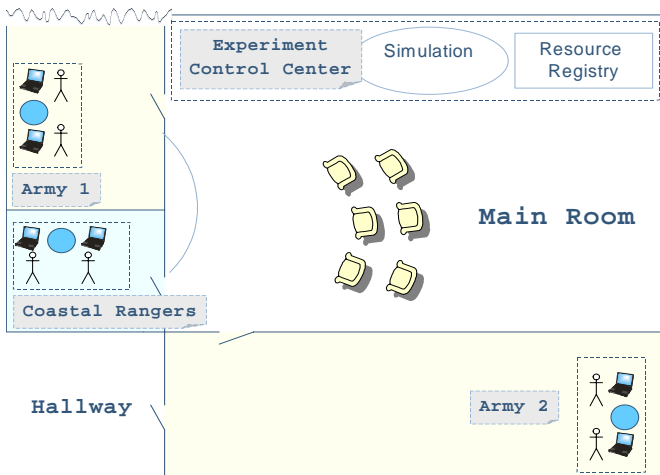 Experiment
Control Center
Simulation
Resource
Registry
Army 1
Main Room
Coastal Rangers
Hallway
Army 2